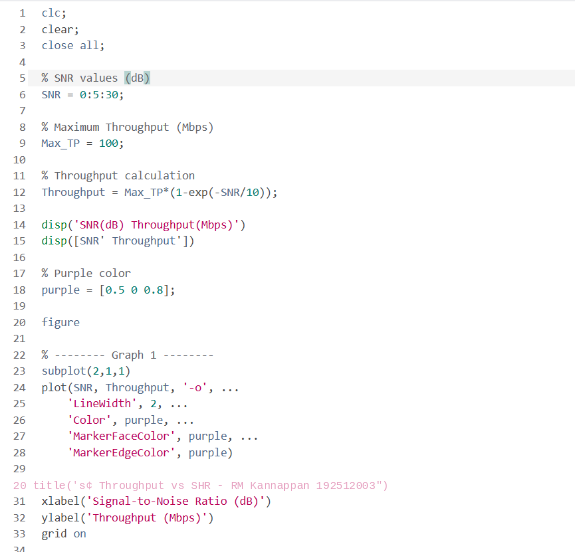 1 clc;
2 clear;
3 close all;
4
5 % SNR values (dB)
6 SNR = 0:5:30;
7
8 % Maximum Throughput (Mbps)
9 Max_TP = 100;
10
11 % Throughput calculation
12 Throughput = Max_TP*(1-exp(-SNR/10));
13
14 disp('SNR(dB) Throughput(Mbps)')
15 disp([SNR' Throughput'])
16
17 % Purple color
18 purple = [0.5 0 0.8];
19
20 figure
21
22 % -------- Graph 1 --------
23 subplot(2,1,1)
24 plot(SNR, Throughput, '-o', ...
25 'LineWidth', 2, ...
26 'Color', purple, ...
27 'MarkerFaceColor', purple, ...
28 'MarkerEdgeColor', purple)
29
20 title('s¢ Throughput vs SHR - RM Kannappan 192512003")
31 xlabel('Signal-to-Noise Ratio (dB)')
32 ylabel('Throughput (Mbps)')
33 grid on
34